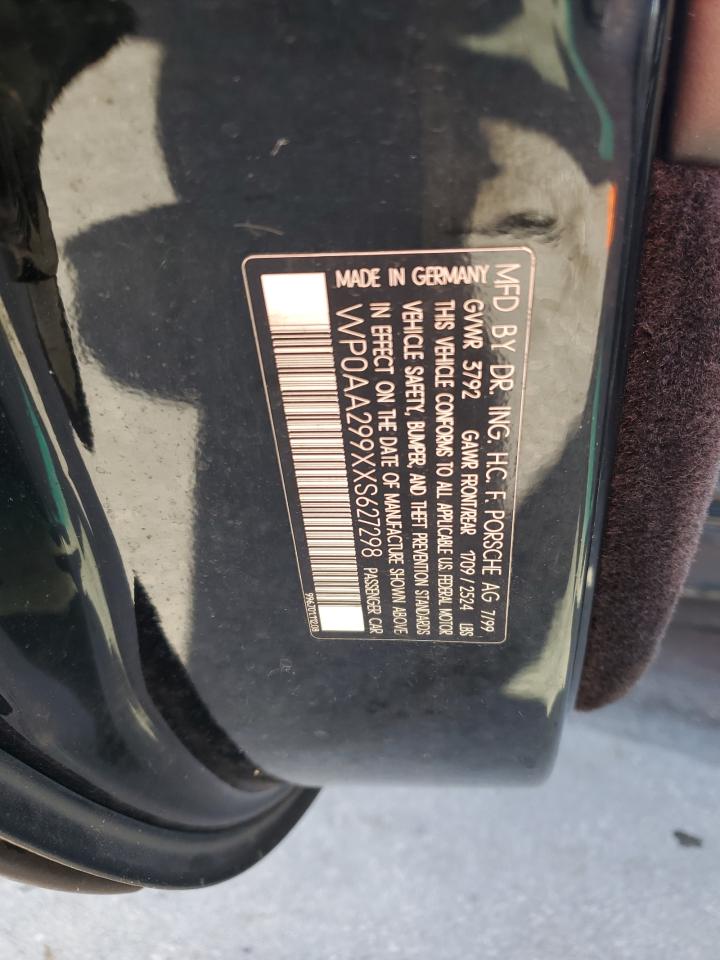 MFD BY DR. ING. H.C. F. PORSCHE AG 7/99
GVWR 3792 GAWR FRONT/REAR 1709 / 2524 LBS
THIS VEHICLE CONFORMS TO ALL APPLICABLE U.S. FEDERAL MOTOR
VEHICLE SAFETY, BUMPER, AND THEFT PREVENTION STANDARDS
IN EFFECT ON THE DATE OF MANUFACTURE SHOWN ABOVE
MADE IN GERMANY
WP0AA299XXS627298 PASSENGER CAR
99670111208